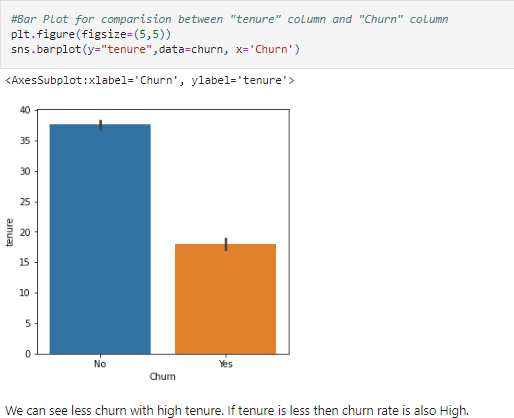 #Bar Plot for comparision between "tenure" column and "Churn" column
plt.figure(figsize=(5,5))
sns.barplot(y="tenure",data=churn, x='Churn')
<AxesSubplot:xlabel='Churn', ylabel='tenure'>
40
35
30
25
20
15
10
5
0
tenure
No Yes
Churn
We can see less churn with high tenure. If tenure is less then churn rate is also High.